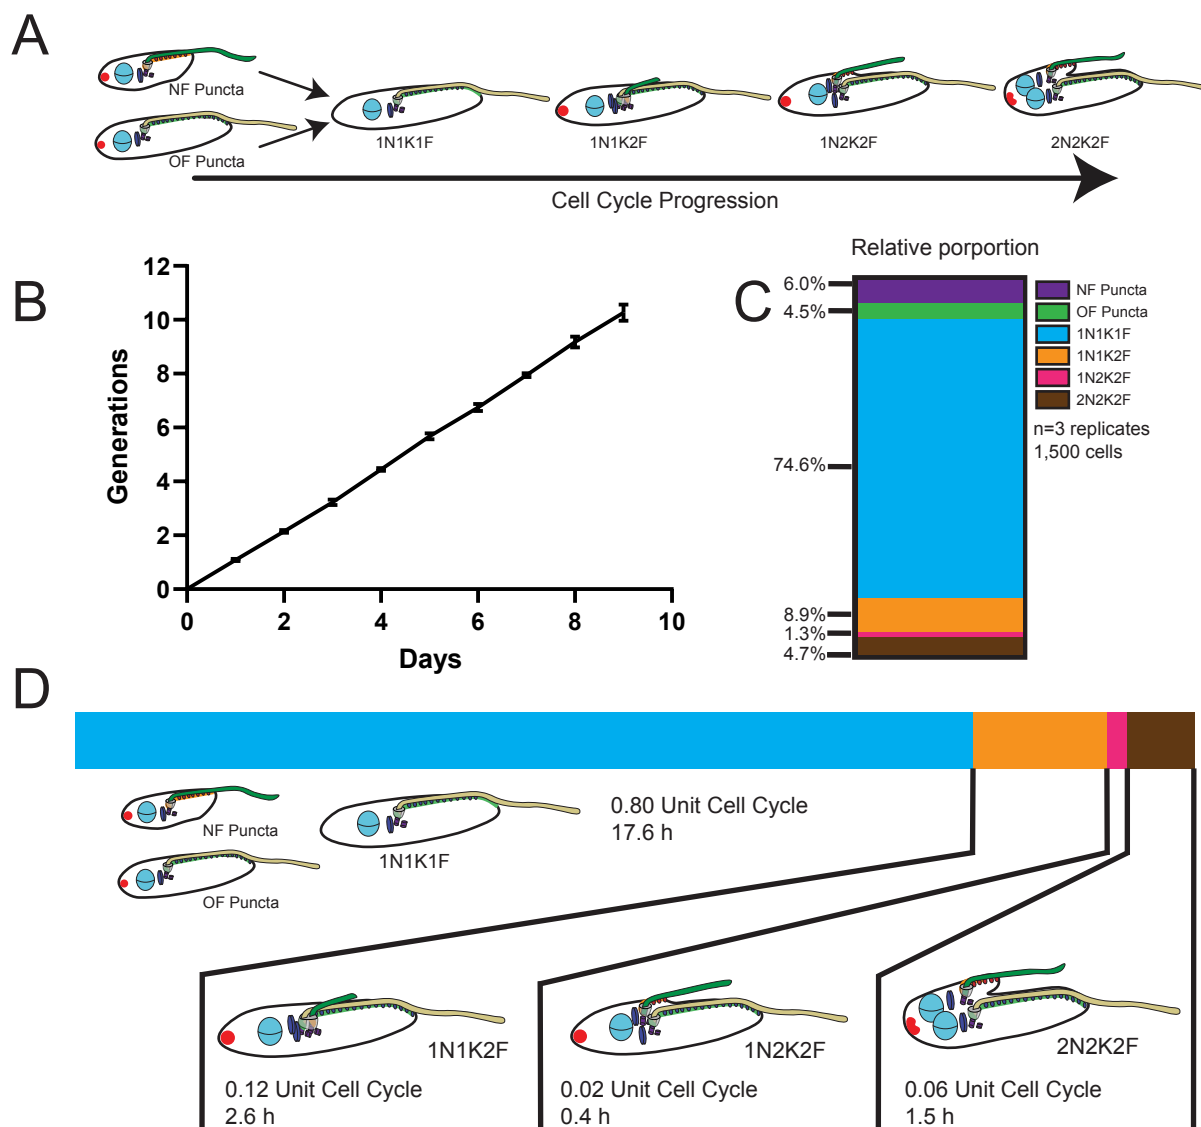 A
NF Puncta
OF Puncta
1N1K1F
1N1K2F
1N2K2F
2N2K2F
Cell Cycle Progression
B
12
10
8
6
4
2
0
Generations
0 2 4 6 8 10
Days
C
Relative porportion
6.0%
4.5%
74.6%
8.9%
1.3%
4.7%
NF Puncta
OF Puncta
1N1K1F
1N1K2F
1N2K2F
2N2K2F
n=3 replicates
1,500 cells
D
NF Puncta
OF Puncta
1N1K1F
0.80 Unit Cell Cycle
17.6 h
1N1K2F
0.12 Unit Cell Cycle
2.6 h
1N2K2F
0.02 Unit Cell Cycle
0.4 h
2N2K2F
0.06 Unit Cell Cycle
1.5 h